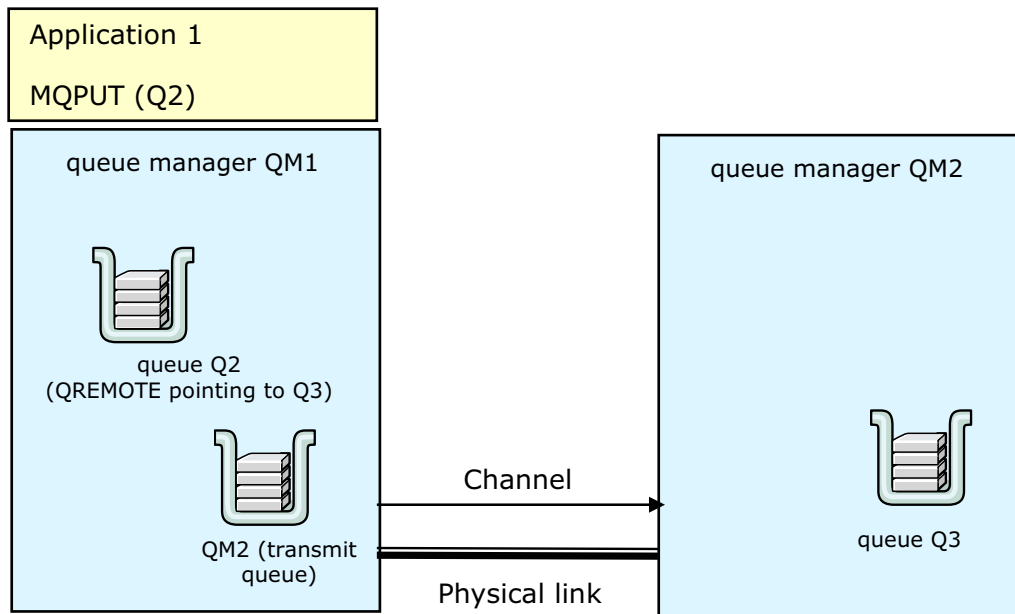 Application 1
MQPUT (Q2)
queue manager QM1
queue manager QM2
queue Q2
(QREMOTE pointing to Q3)
Channel
QM2 (transmit
queue)
queue Q3
Physical link